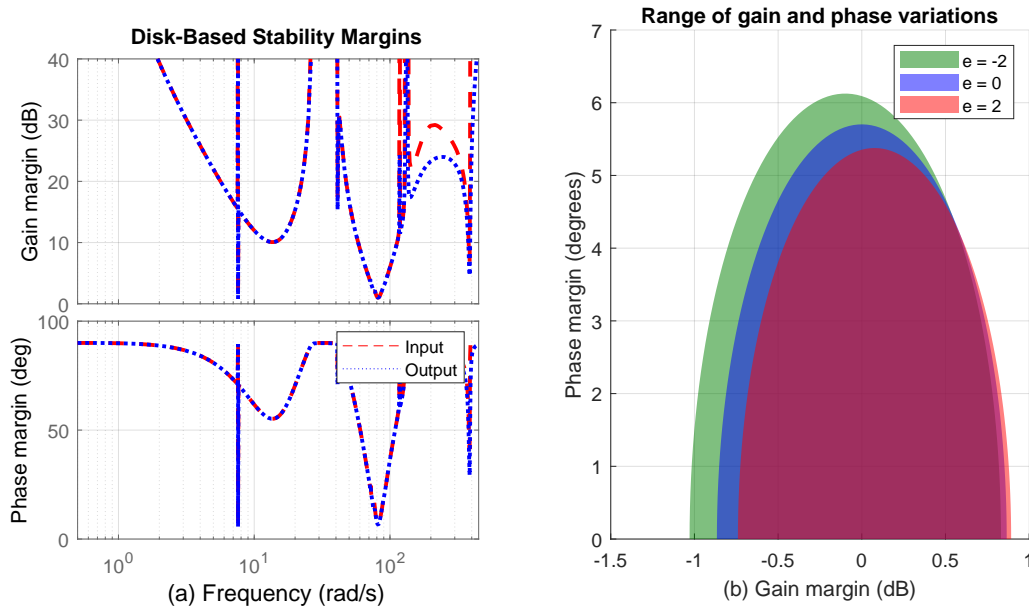 Disk-Based Stability Margins
Gain margin (dB)
40
30
20
10
0
Phase margin (deg)
100
50
0
Input
Output
10^0
10^1
10^2
(a) Frequency (rad/s)
Range of gain and phase variations
Phase margin (degrees)
7
6
5
4
3
2
1
0
e = -2
e = 0
e = 2
-1.5
-1
-0.5
0
0.5
1
(b) Gain margin (dB)